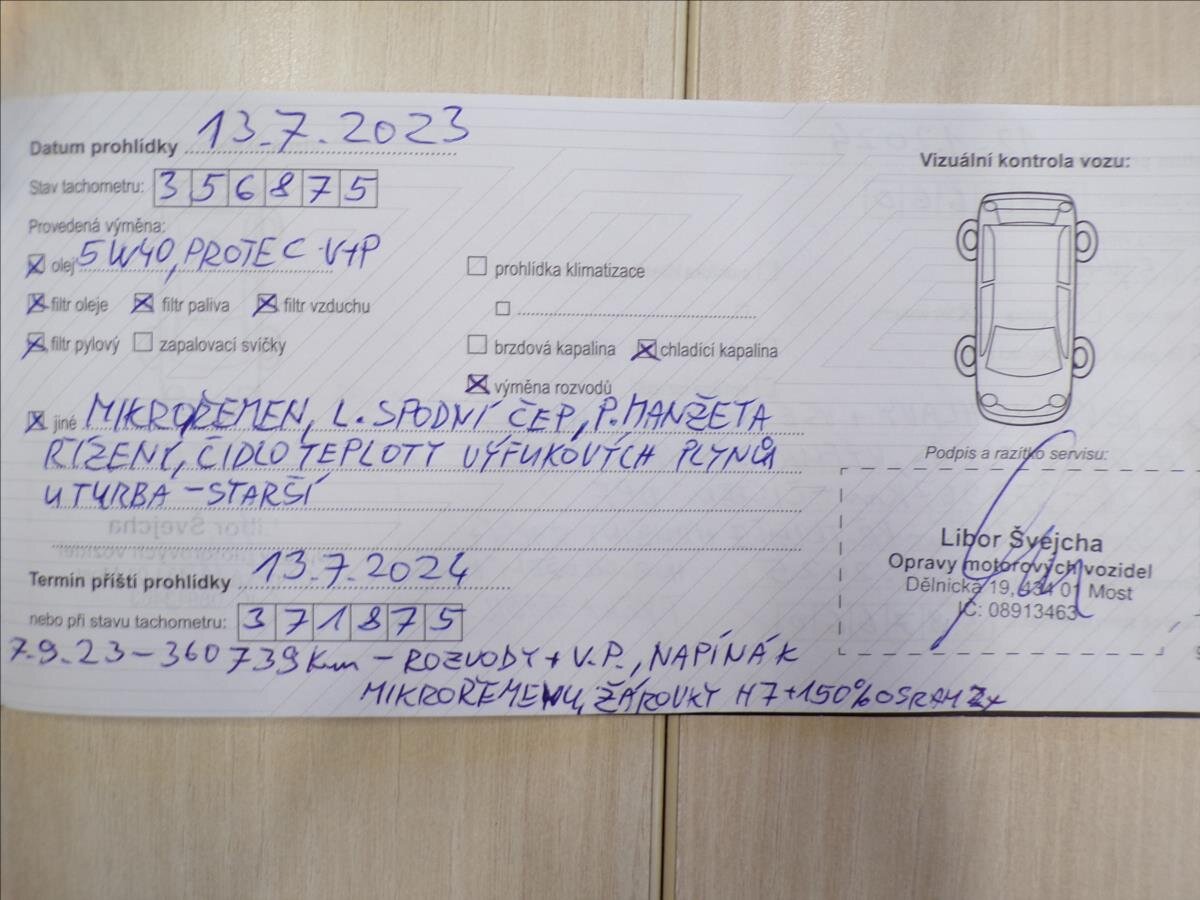 Datum prohlídky 13.7.2023
Stav tachometru: 356875
Provedená výměna:
olej 5W40, PROTEC V+P
prohlídka klimatizace
filtr oleje filtr paliva filtr vzduchu
filtr pylový zapalovací svíčky
brzdová kapalina chladící kapalina
výměna rozvodů
jiné MIKROŘEMEN, L. SPODNÍ ČEP, P. MANŽETA
ŘÍZENÍ, ČIDLO TEPLOTY VÝFUKOVÝCH PLYNŮ
U TURBA - STARŠÍ
Termín příští prohlídky 13.7.2024
nebo při stavu tachometru: 371875
7.9.23 - 360739 Km - ROZVODY + V.P., NAPÍNÁK
MIKROŘEMENU, ŽÁROVKY H7+150% OSRAM 2x
Vizuální kontrola vozu:
Podpis a razítko servisu:
Libor Švejcha
Opravy motorových vozidel
Dělnická 19, 434 01 Most
IČ: 08913463